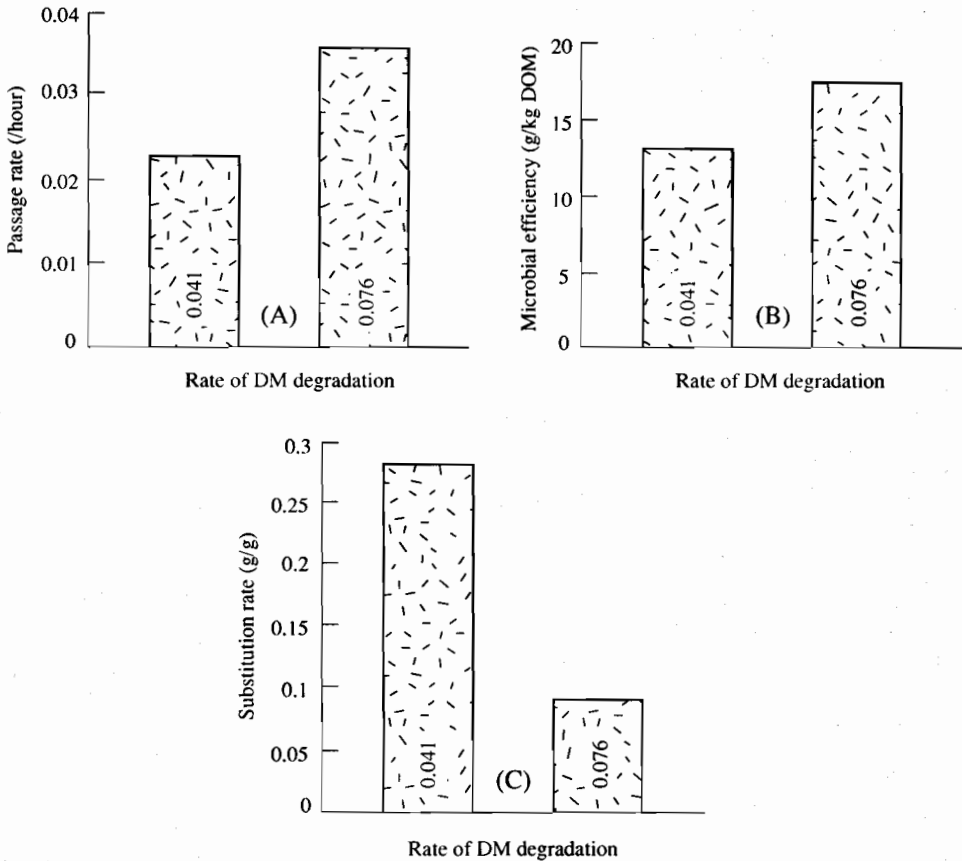 0.04
0.03
0.02
0.01
0
Passage rate (/hour)
0.041
(A)
0.076
Rate of DM degradation
20
15
10
5
0
Microbial efficiency (g/kg DOM)
0.041
(B)
0.076
Rate of DM degradation
0.3
0.25
0.2
0.15
0.1
0.05
0
Substitution rate (g/g)
0.041
(C)
0.076
Rate of DM degradation